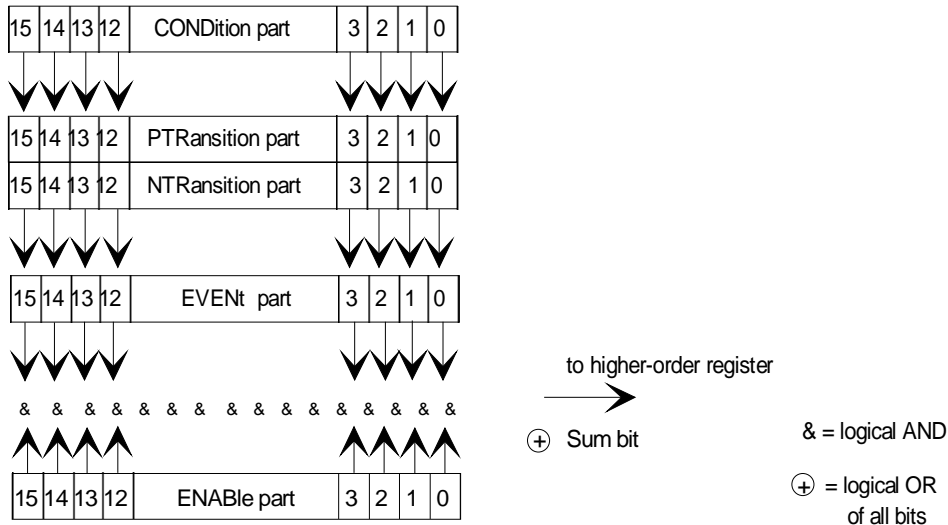 15 14 13 12 CONDition part 3 2 1 0
15 14 13 12 PTRansition part 3 2 1 0
15 14 13 12 NTRansition part 3 2 1 0
15 14 13 12 EVENt part 3 2 1 0
to higher-order register
& & & & & & & & & & & & & & & &
+ Sum bit
& = logical AND
15 14 13 12 ENABle part 3 2 1 0
+ = logical OR
of all bits